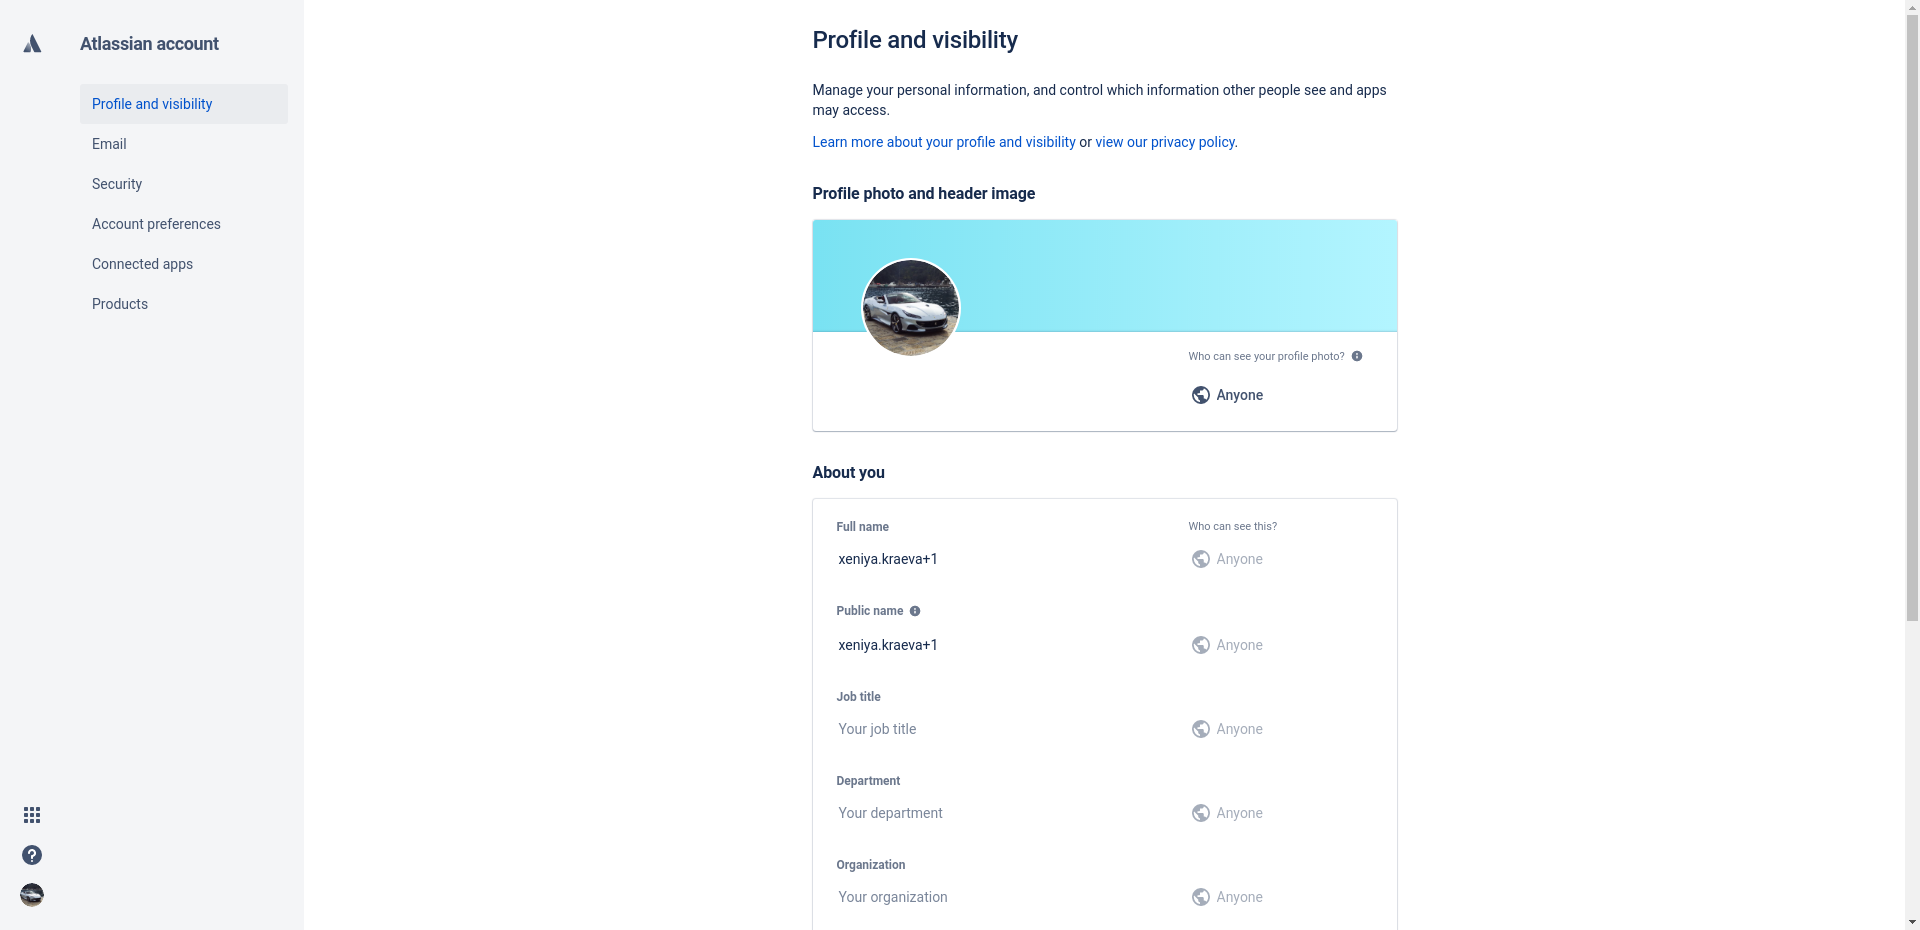 Atlassian account
Profile and visibility
Email
Security
Account preferences
Connected apps
Products
Profile and visibility
Manage your personal information, and control which information other people see and apps
may access.
Learn more about your profile and visibility or view our privacy policy.
Profile photo and header image
Who can see your profile photo?
Anyone
About you
Full name
Who can see this?
xeniya.kraeva+1
Anyone
Public name
xeniya.kraeva+1
Anyone
Job title
Your job title
Anyone
Department
Your department
Anyone
Organization
Your organization
Anyone